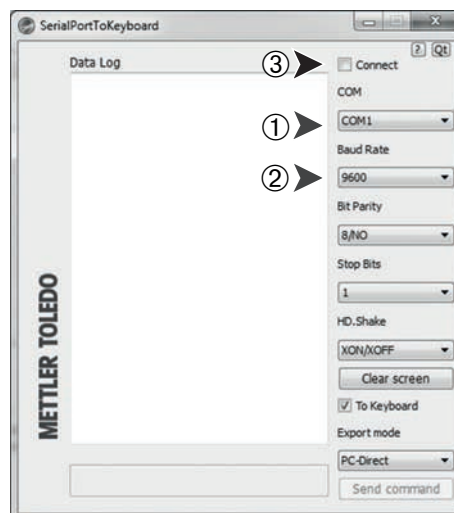 SerialPortToKeyboard
? Qt
Data Log
③ Connect
COM
① COM1
Baud Rate
② 9600
Bit Parity
8/NO
Stop Bits
1
HD.Shake
XON/XOFF
Clear screen
To Keyboard
Export mode
PC-Direct
Send command
METTLER TOLEDO